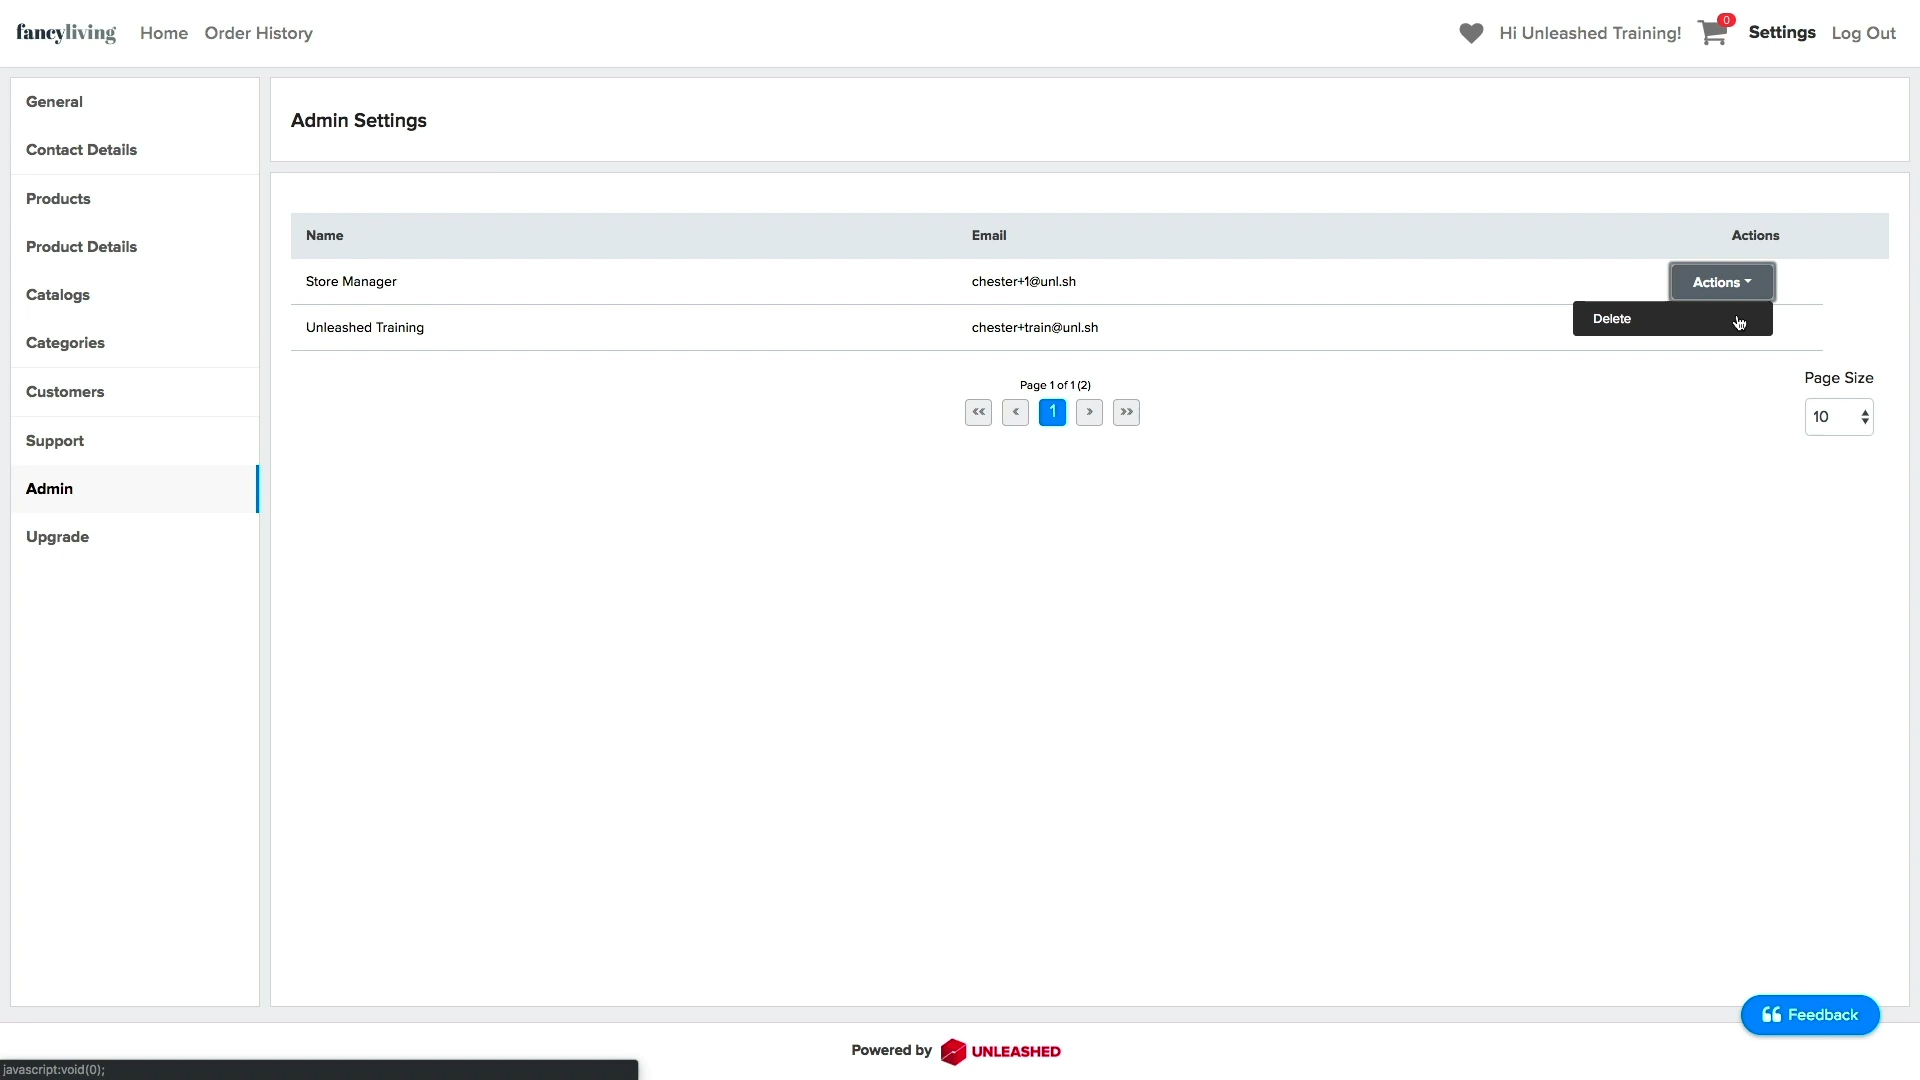 fancyliving Home Order History Hi Unleashed Training! 0 Settings Log Out
General
Contact Details
Products
Product Details
Catalogs
Categories
Customers
Support
Admin
Upgrade
Admin Settings
Name Email Actions
Store Manager chester+1@unl.sh Actions
Delete
Unleashed Training chester+train@unl.sh
Page 1 of 1 (2)
« ‹ 1 › »
Page Size
10
Feedback
Powered by UNLEASHED
javascript:void(0);